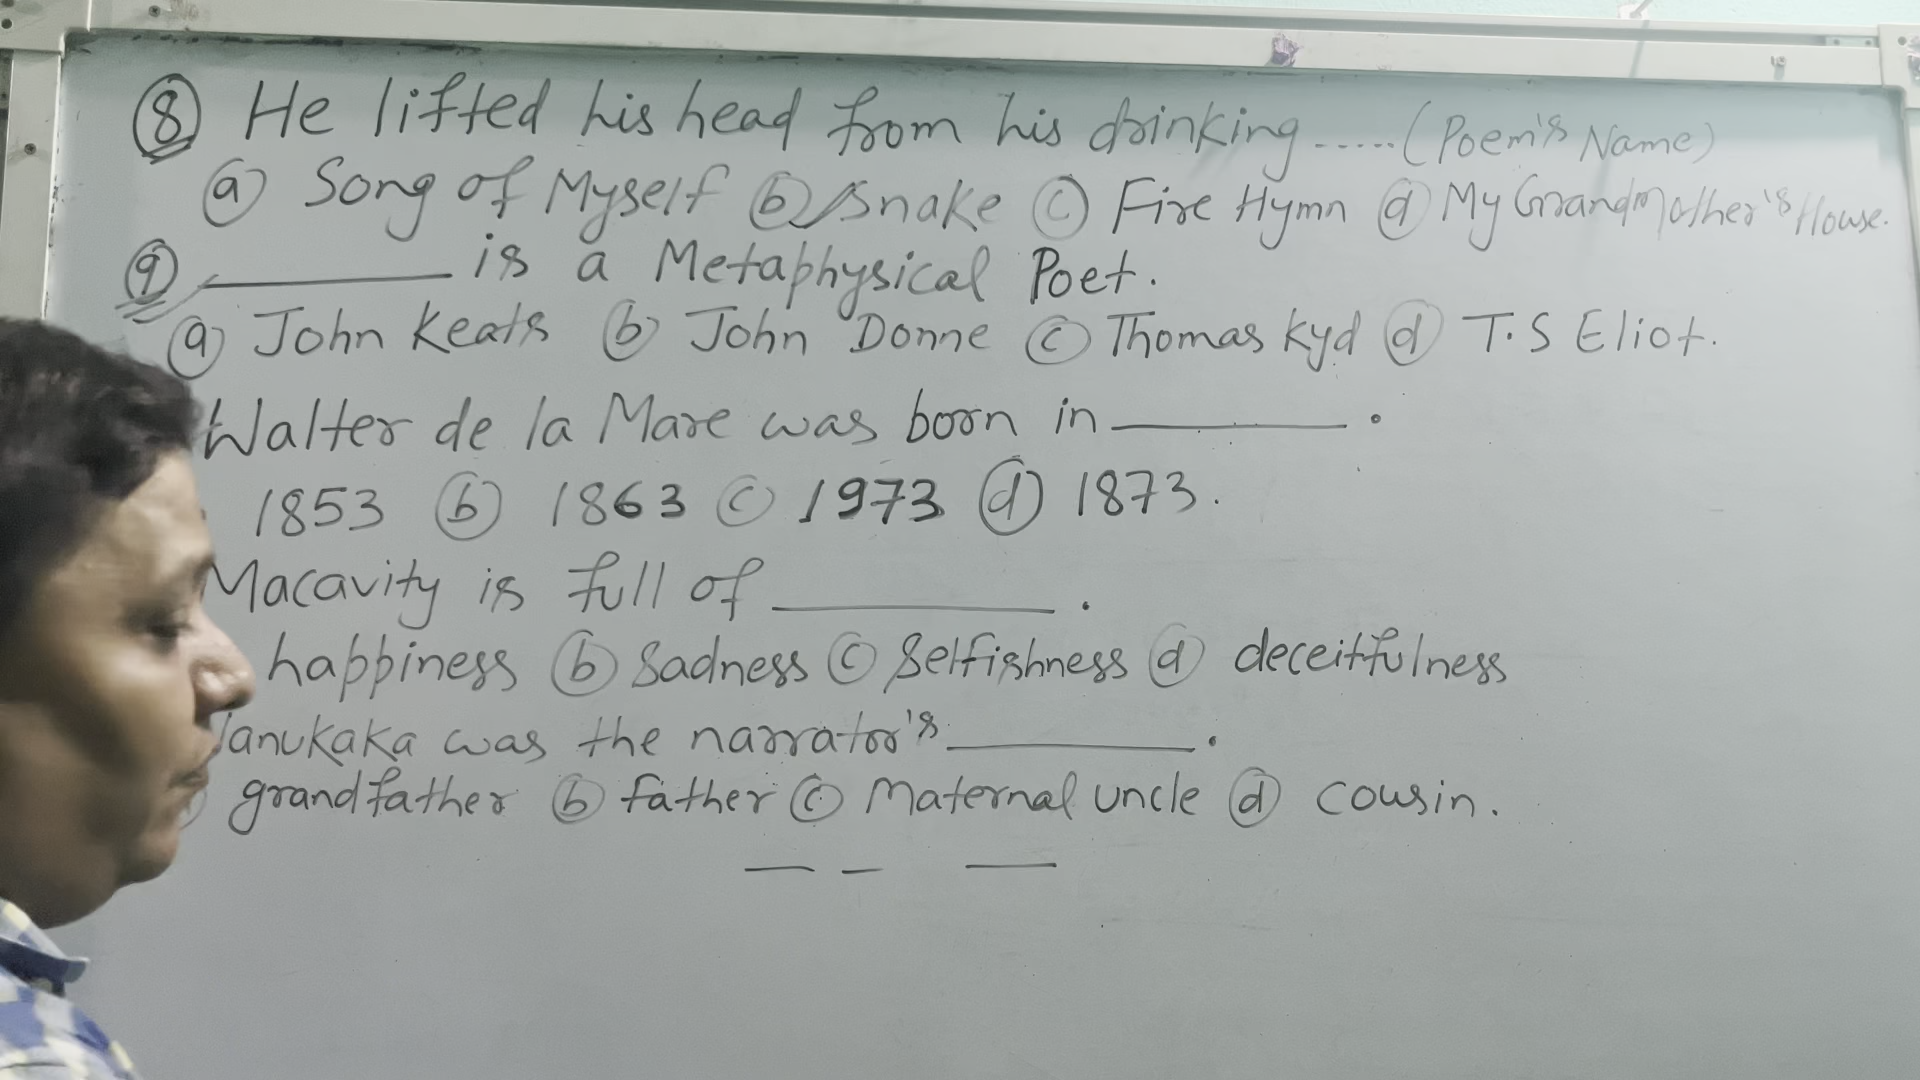 ⑧ He lifted his head from his drinking......(Poem's Name)
ⓐ Song of Myself ⓑ Snake ⓒ Fire Hymn ⓓ My GrandMother's House.
⑨ ________ is a Metaphysical Poet.
ⓐ John Keats ⓑ John Donne ⓒ Thomas Kyd ⓓ T.S Eliot.
Walter de la Mare was born in ________.
1853 ⓑ 1863 ⓒ 1973 ⓓ 1873.
Macavity is full of ________.
happiness ⓑ Sadness ⓒ Selfishness ⓓ deceitfulness
anukaka was the narrator's ________.
grandfather ⓑ father ⓒ Maternal uncle ⓓ cousin.